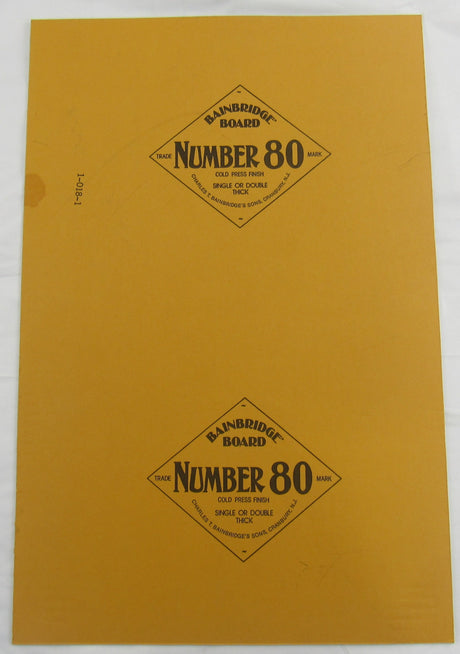 BAINBRIDGE
BOARD
TRADE NUMBER 80 MARK
COLD PRESS FINISH
SINGLE OR DOUBLE
THICK
CHARLES T. BAINBRIDGE'S SONS, CRANBURY, N.J.
1-018-1
BAINBRIDGE
BOARD
TRADE NUMBER 80 MARK
COLD PRESS FINISH
SINGLE OR DOUBLE
THICK
CHARLES T. BAINBRIDGE'S SONS, CRANBURY, N.J.